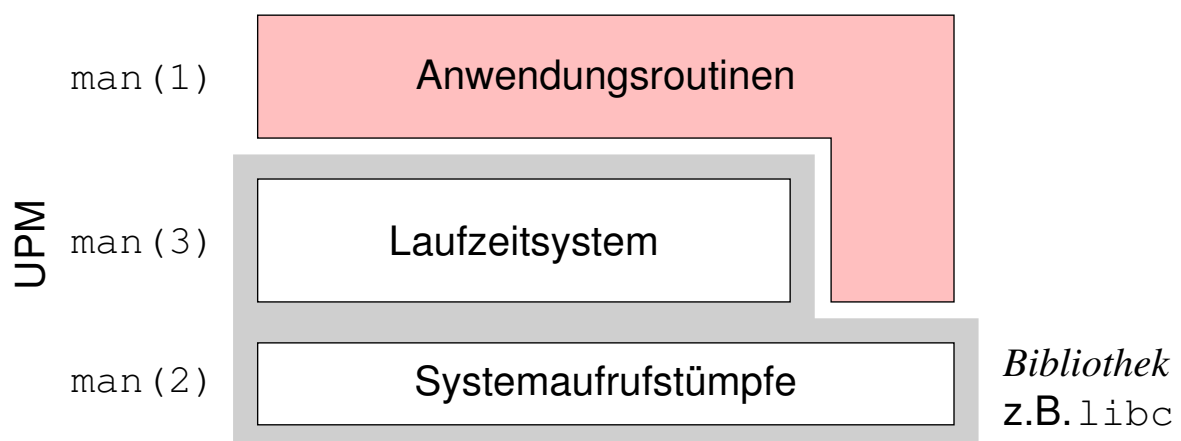 man(1)
Anwendungsroutinen
UPM
man(3)
Laufzeitsystem
man(2)
Systemaufrufstümpfe
Bibliothek
z.B. libc